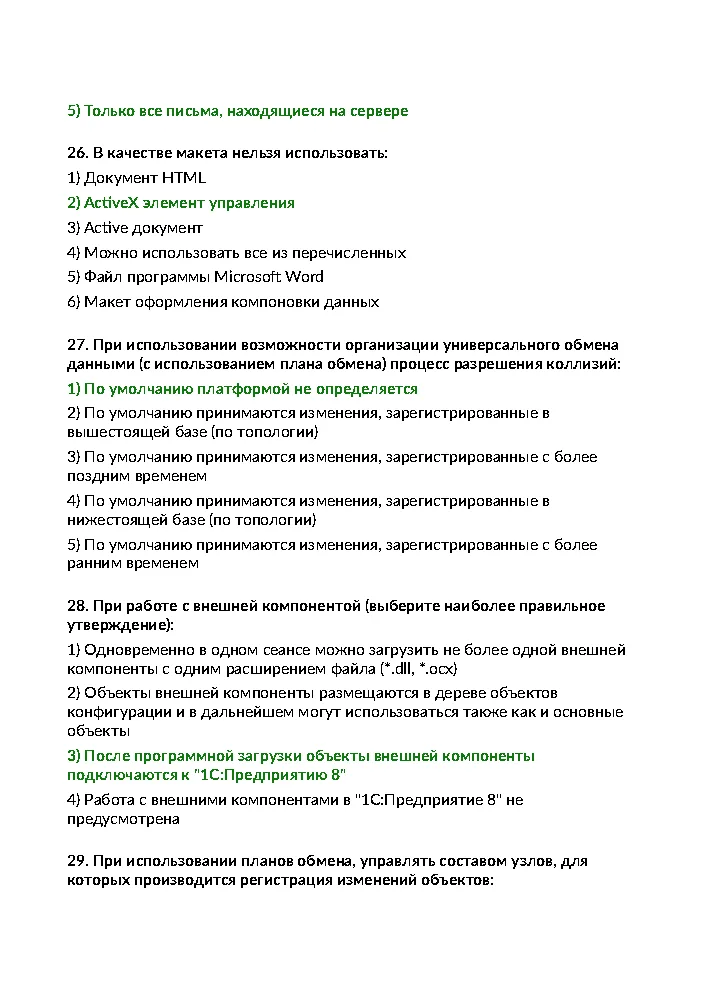 5) Только все письма, находящиеся на сервере
26. В качестве макета нельзя использовать:
1) Документ HTML
2) ActiveX элемент управления
3) Active документ
4) Можно использовать все из перечисленных
5) Файл программы Microsoft Word
6) Макет оформления компоновки данных
27. При использовании возможности организации универсального обмена
данными (с использованием плана обмена) процесс разрешения коллизий:
1) По умолчанию платформой не определяется
2) По умолчанию принимаются изменения, зарегистрированные в
вышестоящей базе (по топологии)
3) По умолчанию принимаются изменения, зарегистрированные с более
поздним временем
4) По умолчанию принимаются изменения, зарегистрированные в
нижестоящей базе (по топологии)
5) По умолчанию принимаются изменения, зарегистрированные с более
ранним временем
28. При работе с внешней компонентой (выберите наиболее правильное
утверждение):
1) Одновременно в одном сеансе можно загрузить не более одной внешней
компоненты с одним расширением файла (*.dll, *.ocx)
2) Объекты внешней компоненты размещаются в дереве объектов
конфигурации и в дальнейшем могут использоваться также как и основные
объекты
3) После программной загрузки объекты внешней компоненты
подключаются к "1С:Предприятию 8"
4) Работа с внешними компонентами в "1С:Предприятие 8" не
предусмотрена
29. При использовании планов обмена, управлять составом узлов, для
которых производится регистрация изменений объектов: